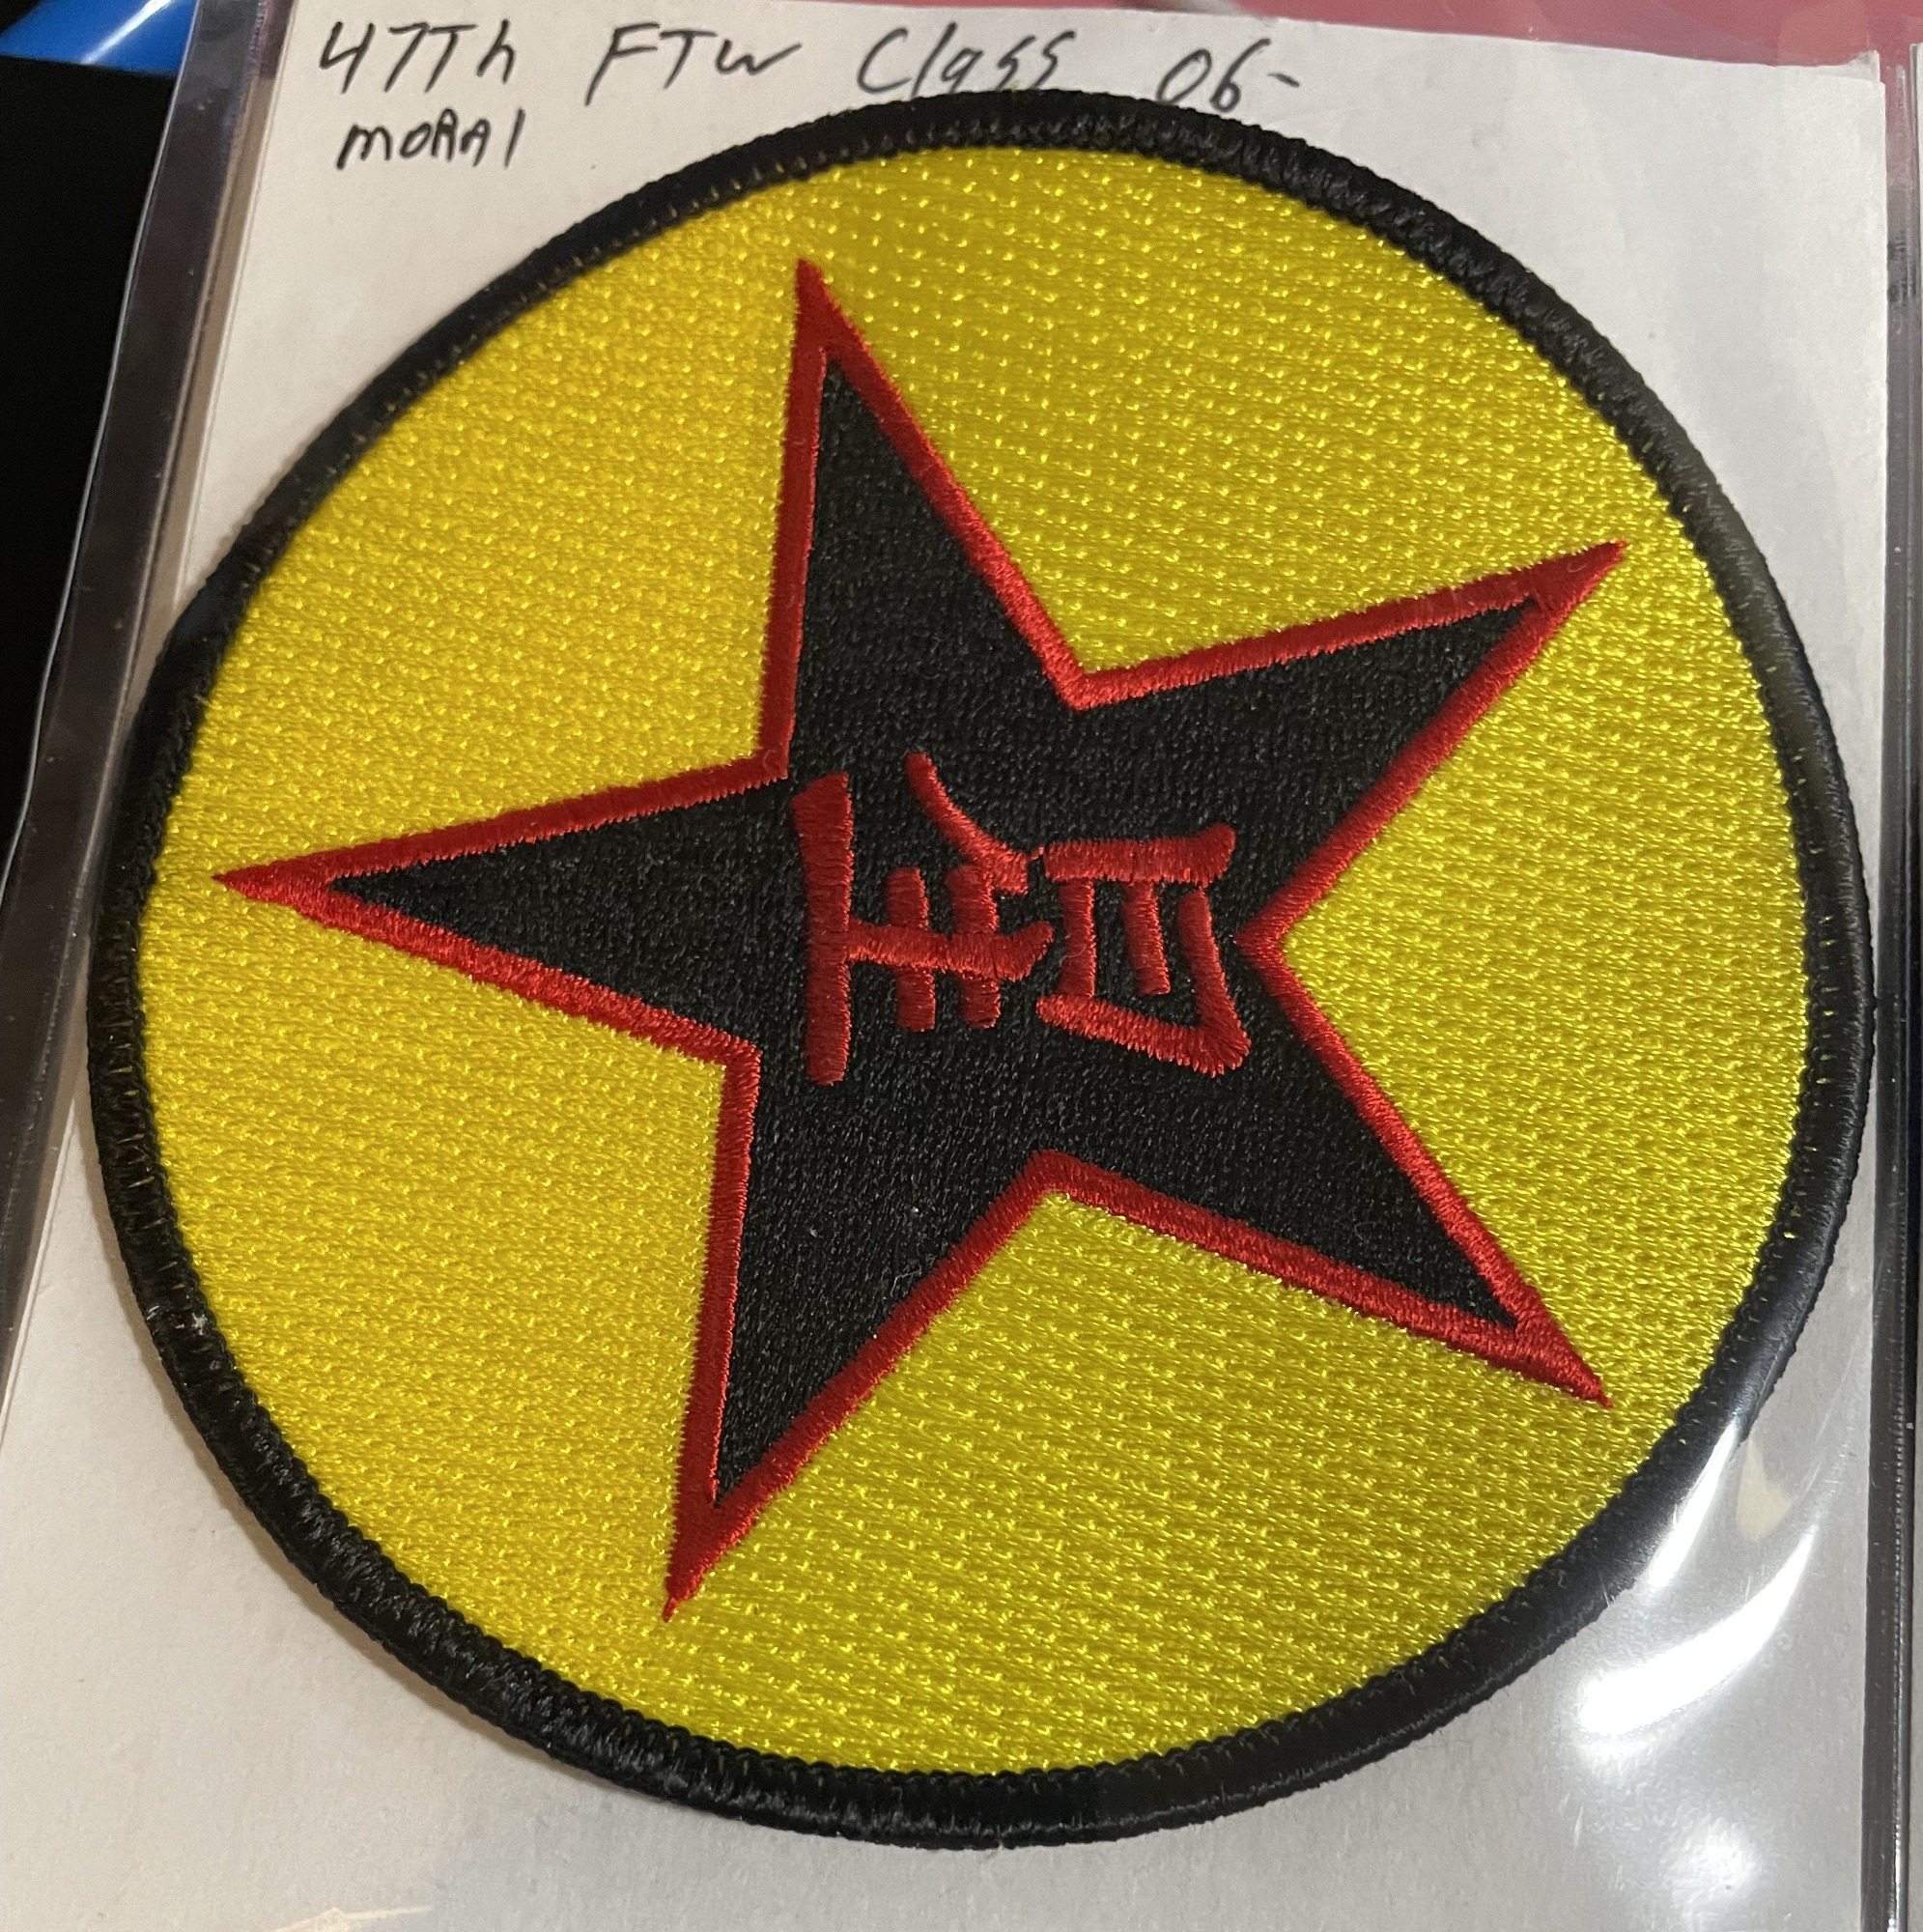 47Th FTW Class 06-
MORAl